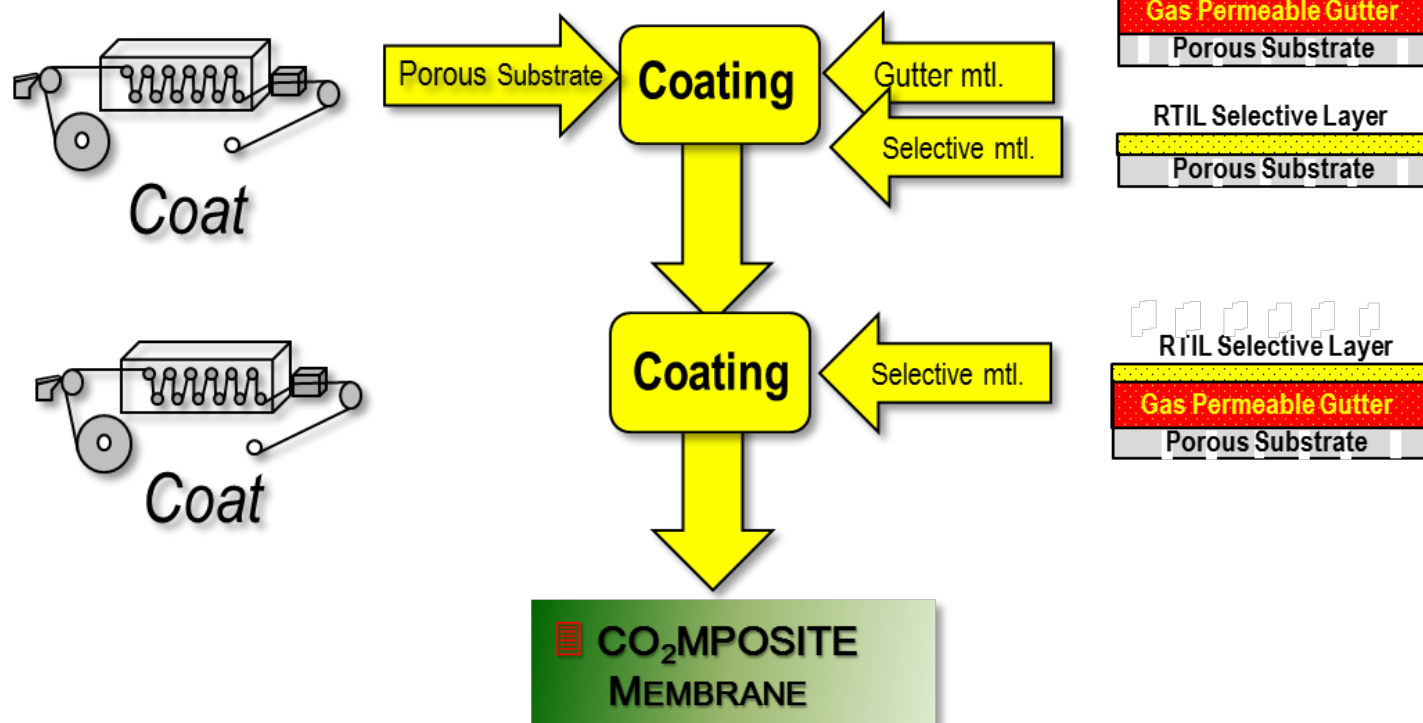 Gas Permeable Gutter
Porous Substrate
Porous Substrate
Coating
Gutter mtl.
Selective mtl.
RTIL Selective Layer
Porous Substrate
Coat
RTIL Selective Layer
Coating
Selective mtl.
Gas Permeable Gutter
Porous Substrate
Coat
CO₂MPOSITE
MEMBRANE